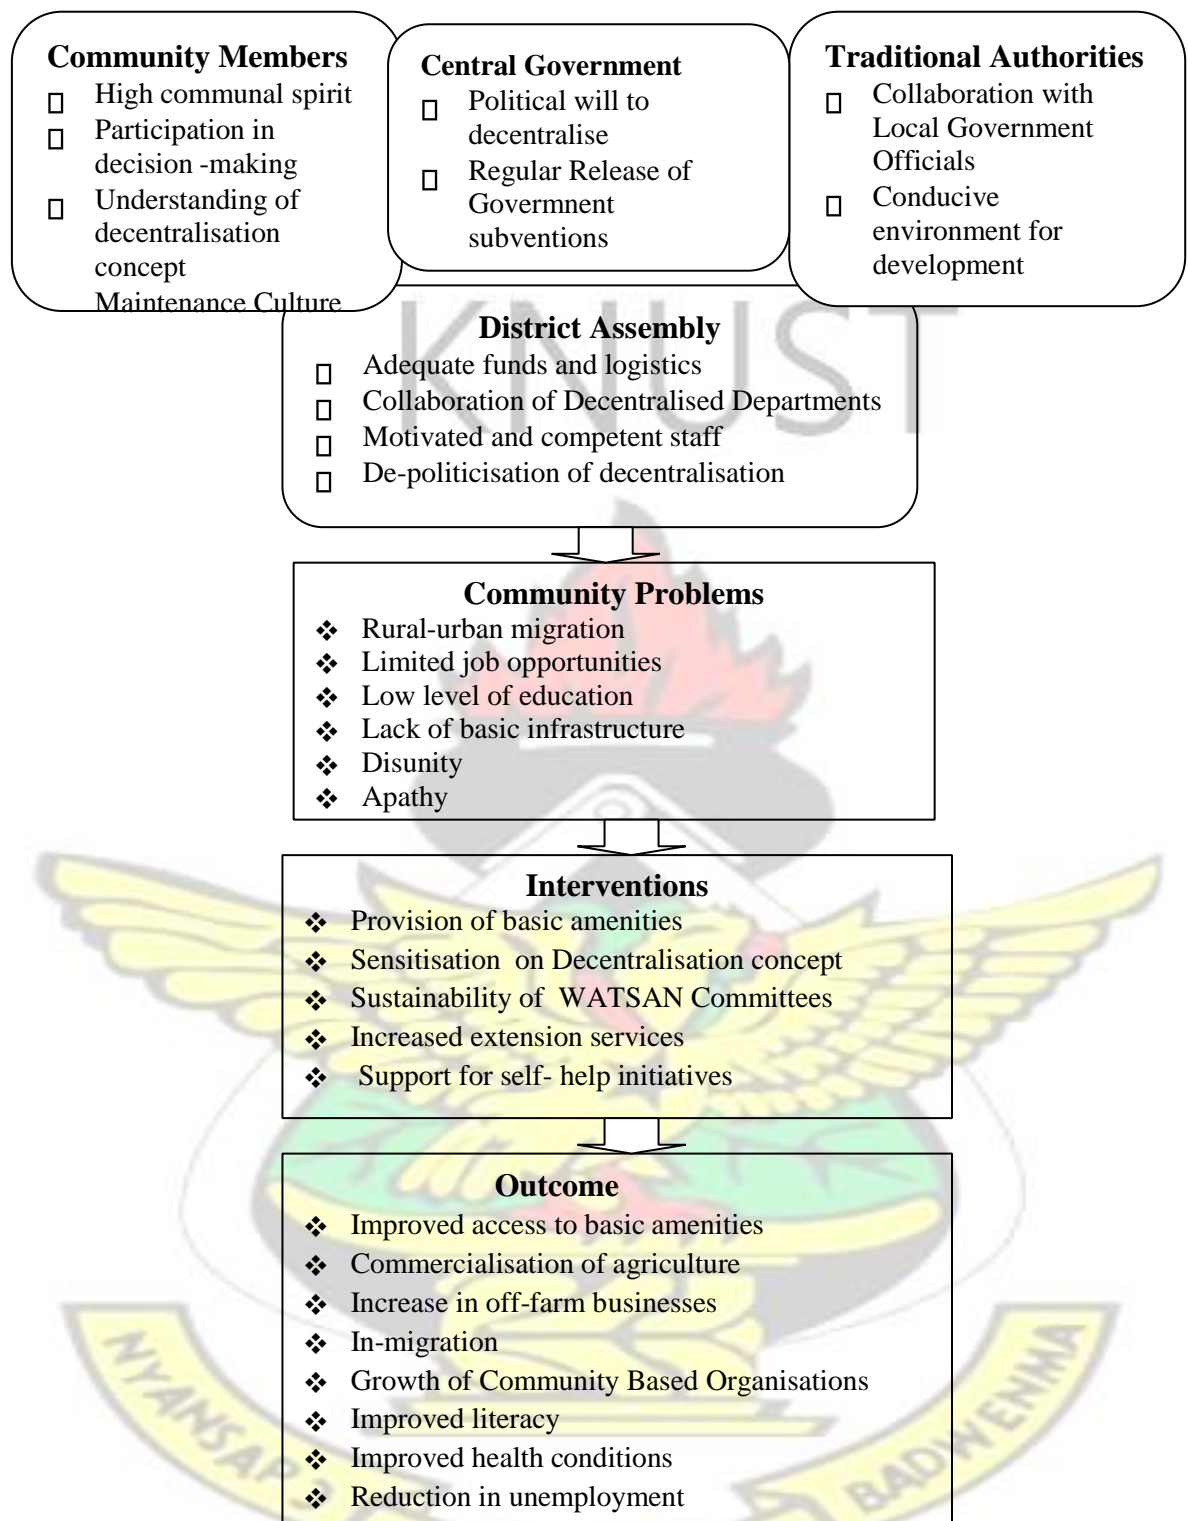 Community Members
High communal spirit
Participation in
decision -making
Understanding of
decentralisation
concept
Maintenance Culture
Central Government
Political will to
decentralise
Regular Release of
Govermnent
subventions
Traditional Authorities
Collaboration with
Local Government
Officials
Conducive
environment for
development
KNUST
District Assembly
Adequate funds and logistics
Collaboration of Decentralised Departments
Motivated and competent staff
De-politicisation of decentralisation
Community Problems
❖ Rural-urban migration
❖ Limited job opportunities
❖ Low level of education
❖ Lack of basic infrastructure
❖ Disunity
❖ Apathy
Interventions
❖ Provision of basic amenities
❖ Sensitisation on Decentralisation concept
❖ Sustainability of WATSAN Committees
❖ Increased extension services
❖ Support for self- help initiatives
Outcome
❖ Improved access to basic amenities
❖ Commercialisation of agriculture
❖ Increase in off-farm businesses
❖ In-migration
❖ Growth of Community Based Organisations
❖ Improved literacy
❖ Improved health conditions
❖ Reduction in unemployment
NYANSAPƆ
BADWENMA